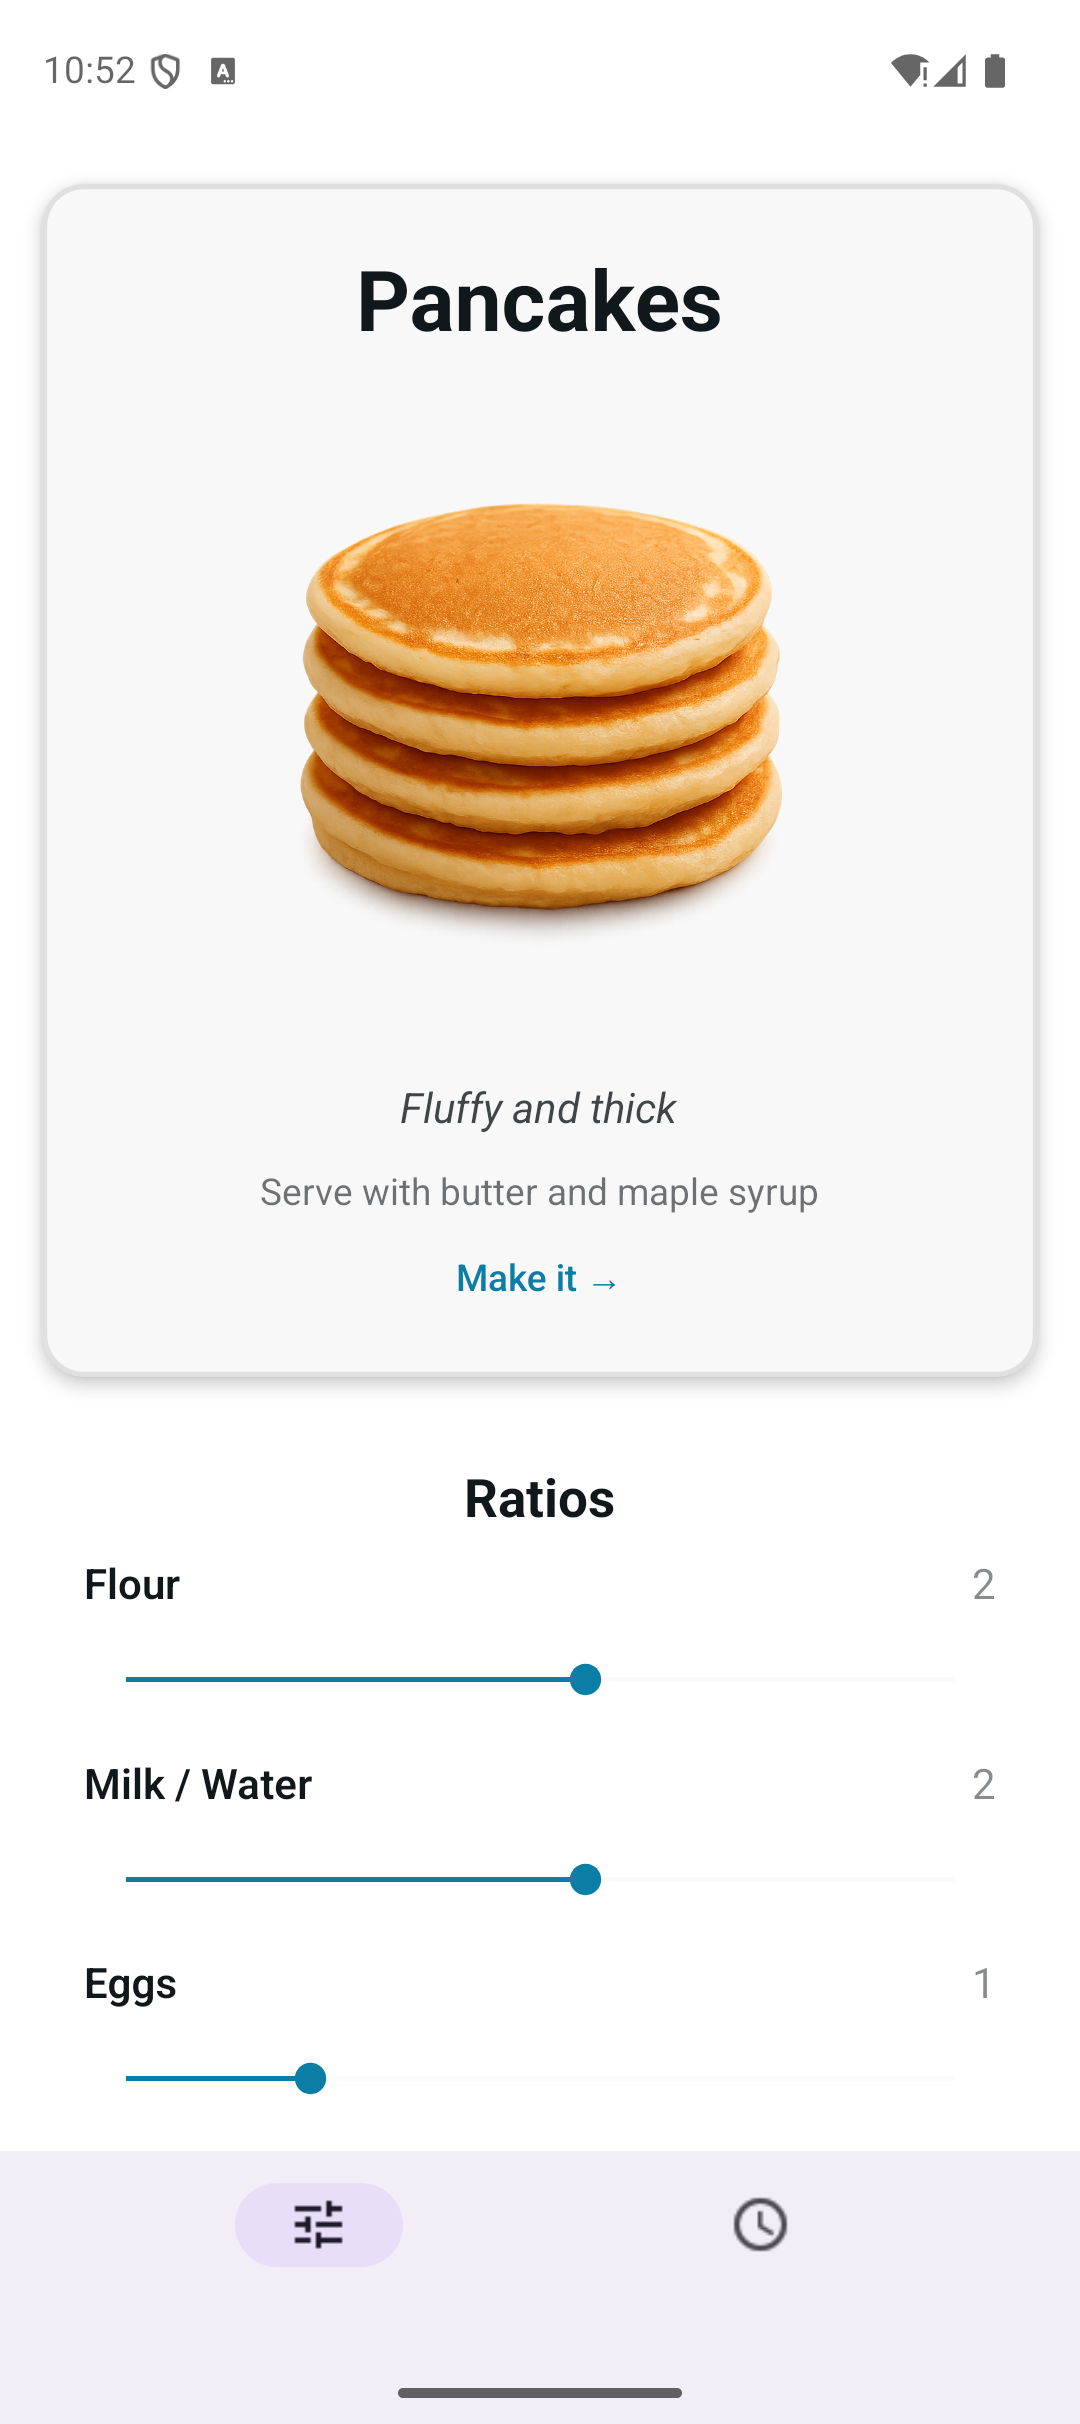 10:52
Pancakes
Fluffy and thick
Serve with butter and maple syrup
Make it →
Ratios
Flour 2
Milk / Water 2
Eggs 1